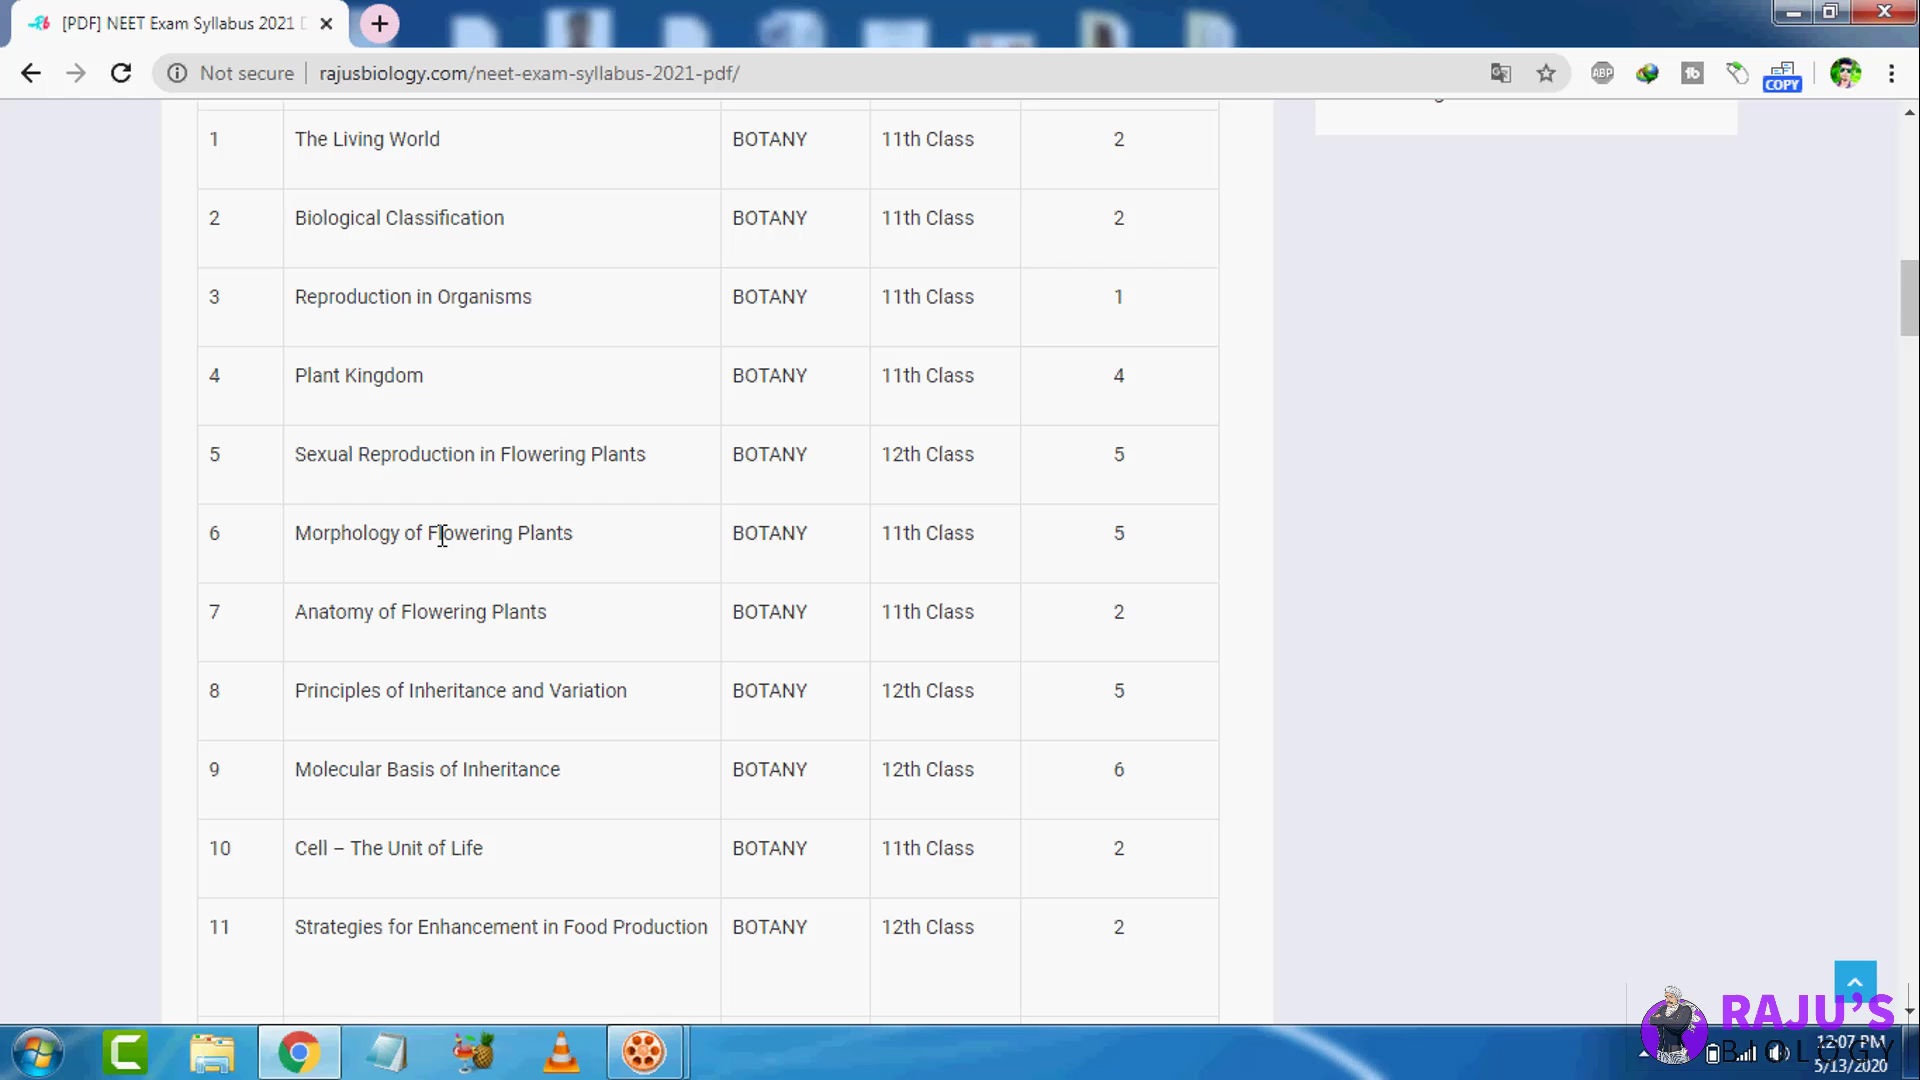 [PDF] NEET Exam Syllabus 2021
Not secure
rajusbiology.com/neet-exam-syllabus-2021-pdf/
ABP
COPY
1 The Living World BOTANY 11th Class 2
2 Biological Classification BOTANY 11th Class 2
3 Reproduction in Organisms BOTANY 11th Class 1
4 Plant Kingdom BOTANY 11th Class 4
5 Sexual Reproduction in Flowering Plants BOTANY 12th Class 5
6 Morphology of Flowering Plants BOTANY 11th Class 5
7 Anatomy of Flowering Plants BOTANY 11th Class 2
8 Principles of Inheritance and Variation BOTANY 12th Class 5
9 Molecular Basis of Inheritance BOTANY 12th Class 6
10 Cell – The Unit of Life BOTANY 11th Class 2
11 Strategies for Enhancement in Food Production BOTANY 12th Class 2
RAJU'S
BIOLOGY
12:07 PM
5/13/2020